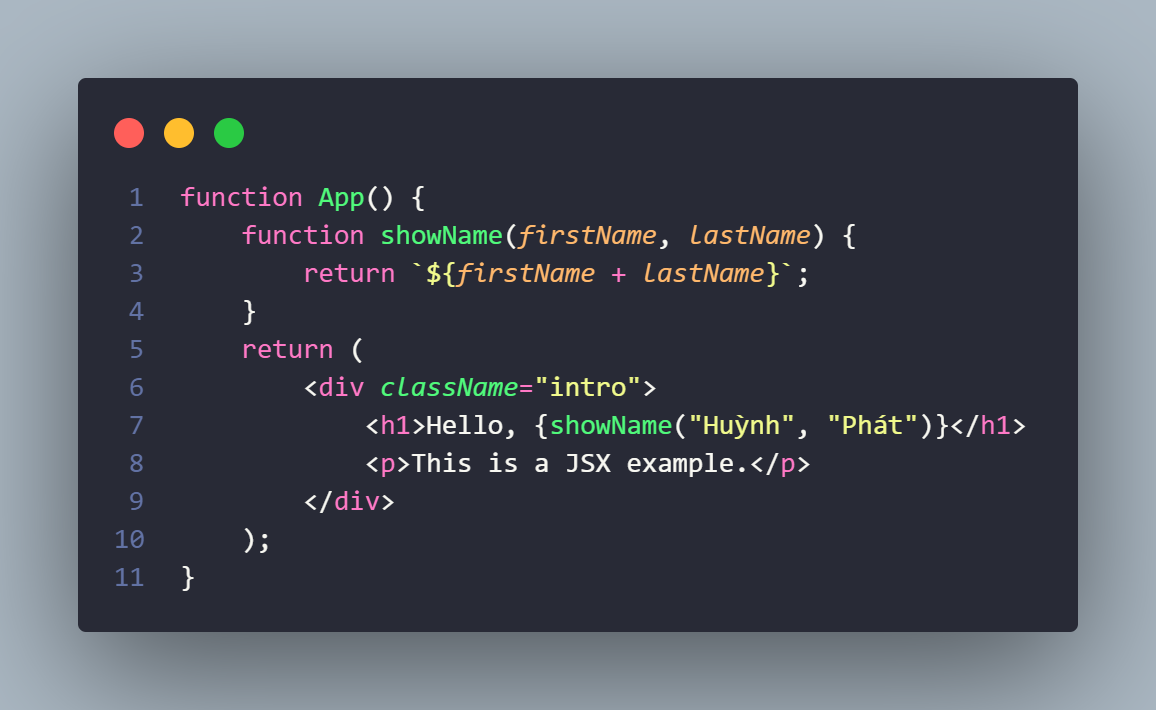 1 function App() {
2     function showName(firstName, lastName) {
3         return `${firstName + lastName}`;
4     }
5     return (
6         <div className="intro">
7             <h1>Hello, {showName("Huỳnh", "Phát")}</h1>
8             <p>This is a JSX example.</p>
9         </div>
10     );
11 }